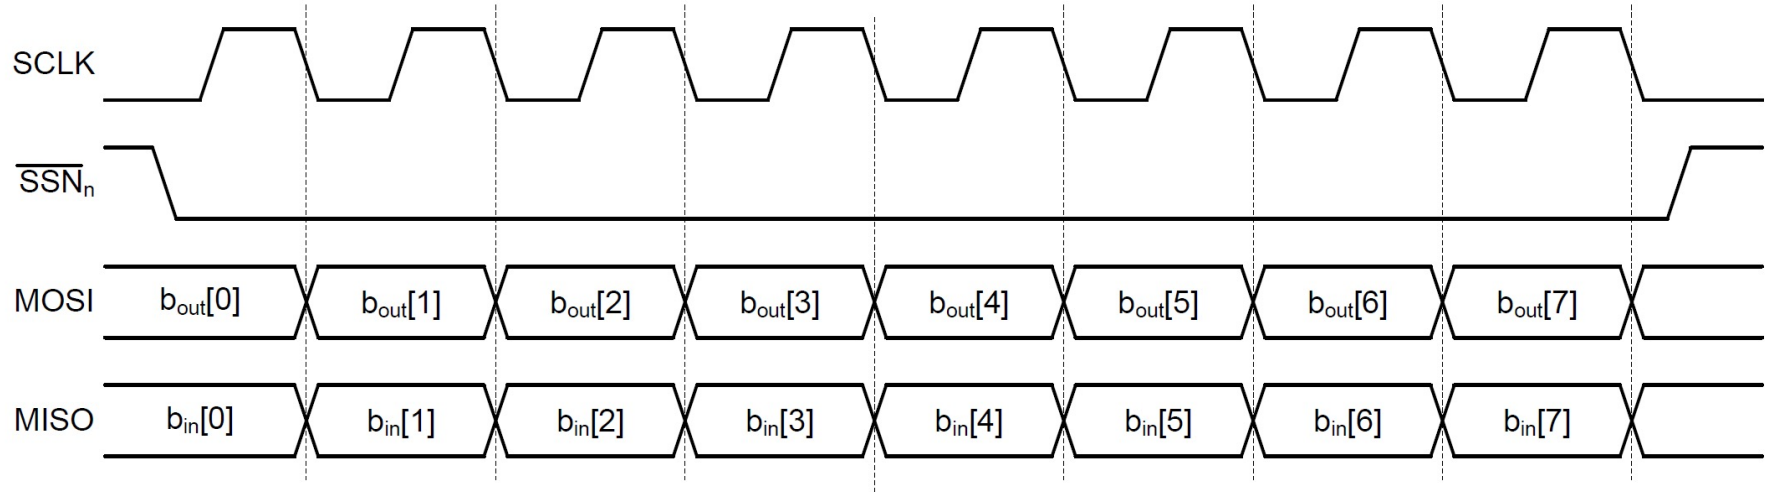 SCLK
SSNn
MOSI bout[0] bout[1] bout[2] bout[3] bout[4] bout[5] bout[6] bout[7]
MISO bin[0] bin[1] bin[2] bin[3] bin[4] bin[5] bin[6] bin[7]